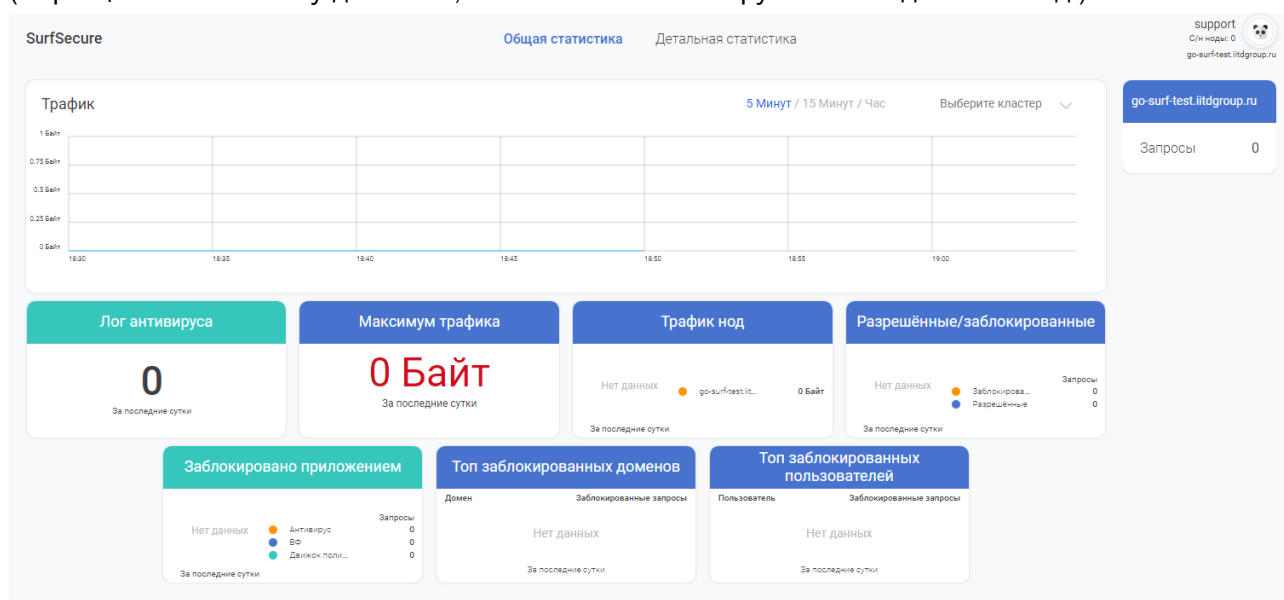 SurfSecure
Общая статистика
Детальная статистика
support
С/н ноды: 0
go-surf-test.iitdgroup.ru
Трафик
5 Минут / 15 Минут / Час
Выберите кластер
1 Байт
0.75 Байт
0.5 Байт
0.25 Байт
0 Байт
18:30 18:35 18:40 18:45 18:50 18:55 19:00
go-surf-test.iitdgroup.ru
Запросы 0
Лог антивируса
0
За последние сутки
Максимум трафика
0 Байт
За последние сутки
Трафик нод
Нет данных
go-surf-test.iit... 0 Байт
За последние сутки
Разрешённые/заблокированные
Нет данных
Запросы
Заблокирова... 0
Разрешённые 0
За последние сутки
Заблокировано приложением
Нет данных
Запросы
Антивирус 0
ВФ 0
Движок поли... 0
За последние сутки
Топ заблокированных доменов
Домен Заблокированные запросы
Нет данных
За последние сутки
Топ заблокированных
пользователей
Пользователь Заблокированные запросы
Нет данных
За последние сутки